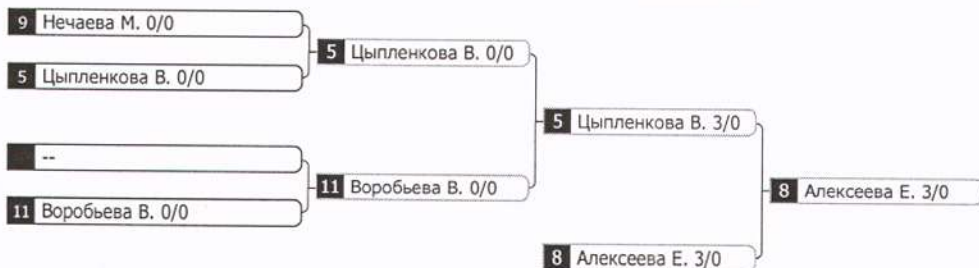 9 Нечаева М. 0/0
5 Цыпленкова В. 0/0
5 Цыпленкова В. 0/0
5 Цыпленкова В. 3/0
--
11 Воробьева В. 0/0
8 Алексеева Е. 3/0
11 Воробьева В. 0/0
8 Алексеева Е. 3/0